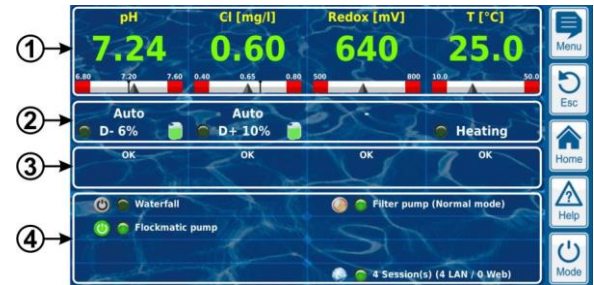 pH Cl [mg/l] Redox [mV] T [°C]
7.24 0.60 640 25.0
6.80 7.20 7.60 0.40 0.65 0.80 500 800 10.0 50.0
Auto Auto -
D- 6% D+ 10% Heating
OK OK OK OK
Waterfall Filter pump (Normal mode)
Flockmatic pump
4 Session(s) (4 LAN / 0 Web)
1
2
3
4
Menu
Esc
Home
Help
Mode